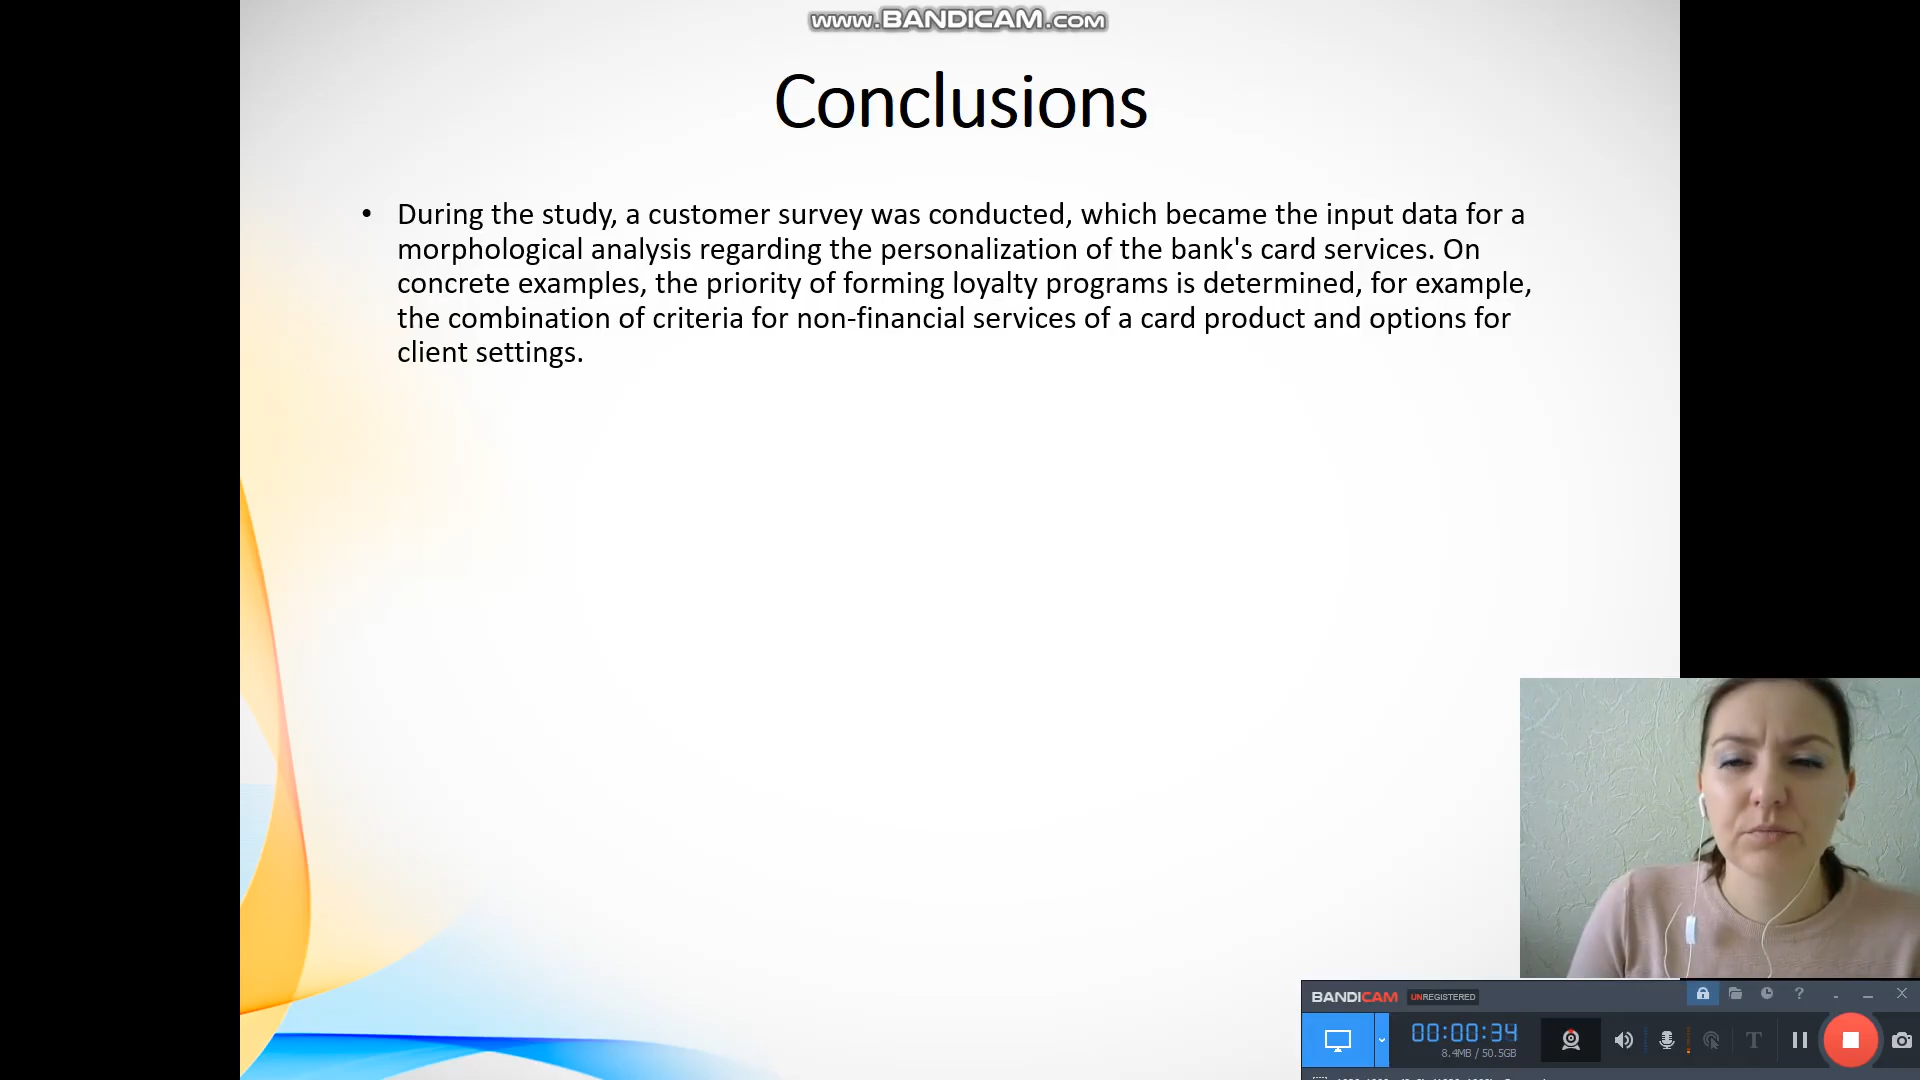 www.BANDICAM.com
Conclusions
• During the study, a customer survey was conducted, which became the input data for a
morphological analysis regarding the personalization of the bank's card services. On
concrete examples, the priority of forming loyalty programs is determined, for example,
the combination of criteria for non-financial services of a card product and options for
client settings.
BANDICAM UNREGISTERED
00:00:34
8.4MB / 50.5GB